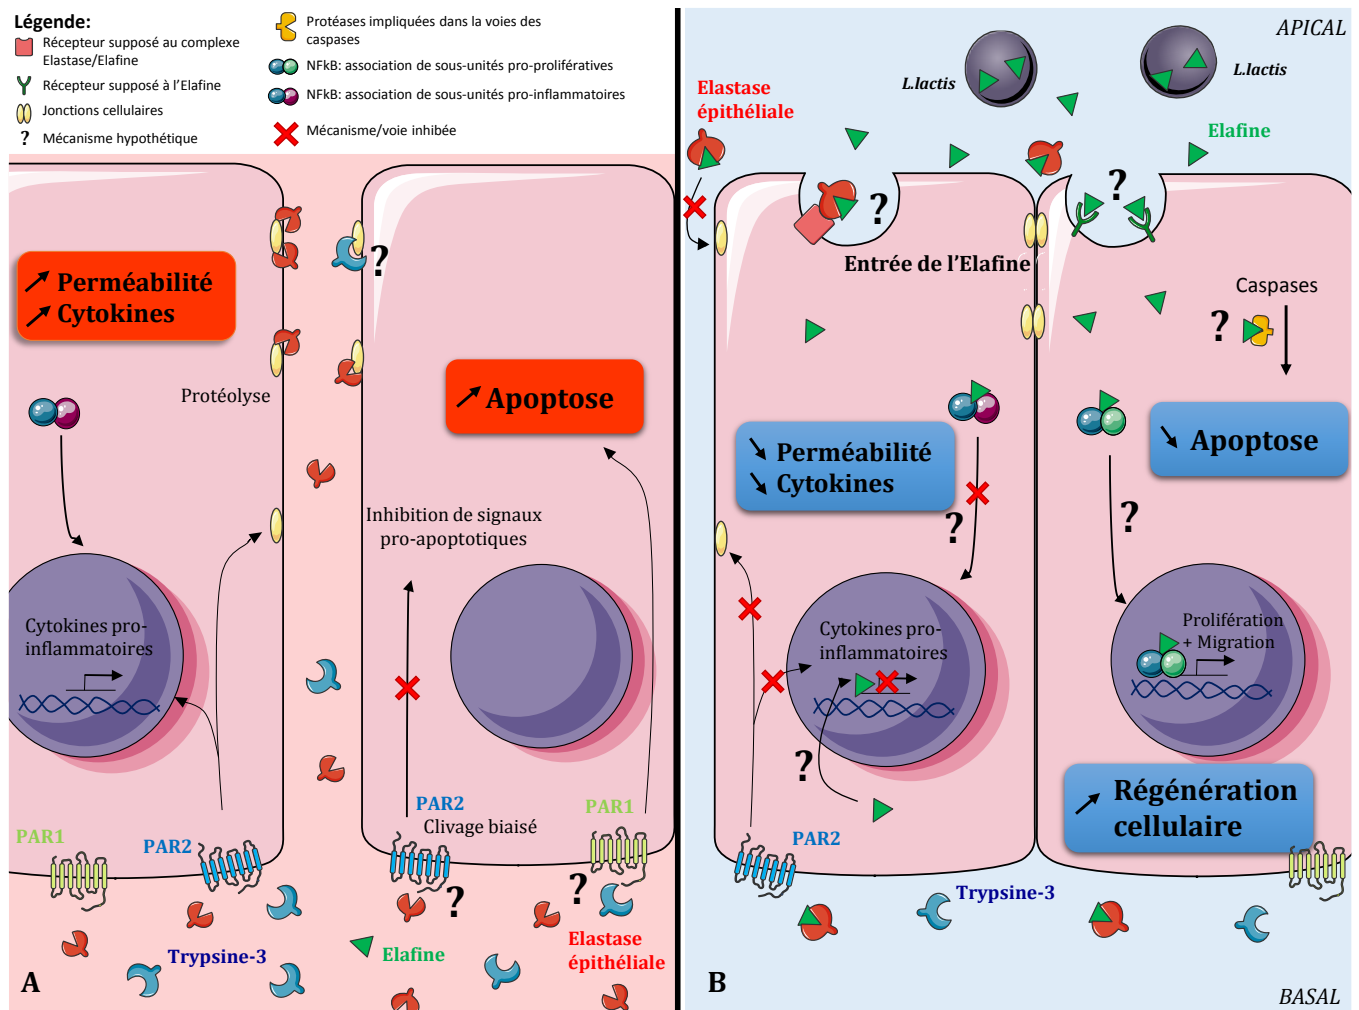 Légende:
Récepteur supposé au complexe
Elastase/Elafine
Récepteur supposé à l'Elafine
Jonctions cellulaires
? Mécanisme hypothétique
Protéases impliquées dans la voies des
caspases
NFkB: association de sous-unités pro-prolifératives
NFkB: association de sous-unités pro-inflammatoires
Mécanisme/voie inhibée
Perméabilité
Cytokines
?
Protéolyse
Apoptose
Inhibition de signaux
pro-apoptotiques
Cytokines pro-
inflammatoires
PAR1
PAR2
PAR2
Clivage biaisé
PAR1
?
?
Trypsine-3
Elafine
Elastase
épithéliale
A
APICAL
L.lactis
L.lactis
Elastase
épithéliale
Elafine
?
?
Entrée de l'Elafine
Caspases
?
Perméabilité
Cytokines
Apoptose
?
?
Cytokines pro-
inflammatoires
Prolifération
+ Migration
?
Régénération
cellulaire
PAR2
Trypsine-3
B
BASAL